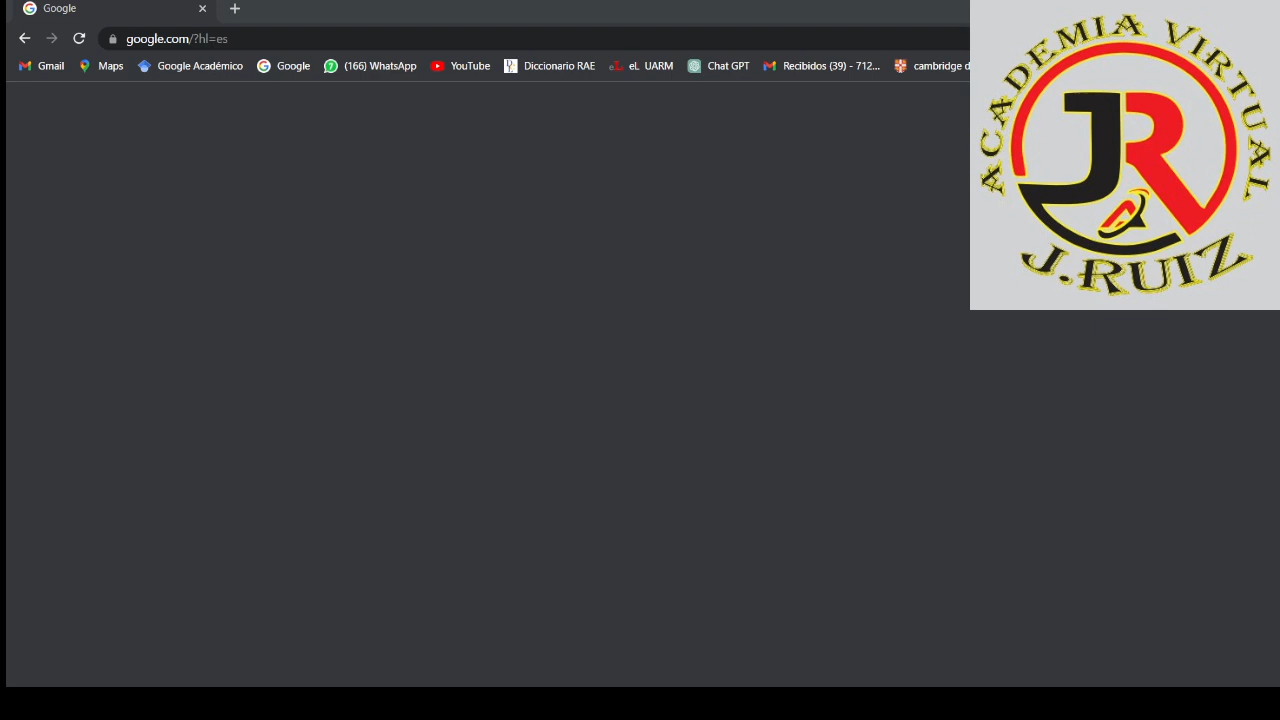 Google
google.com/?hl=es
Gmail Maps Google Académico Google (166) WhatsApp YouTube Diccionario RAE eL UARM Chat GPT Recibidos (39) - 712... cambridge d
ACADEMIA VIRTUAL
JR
J.RUIZ